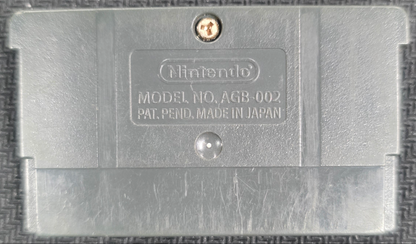 Nintendo
MODEL NO. AGB-002
PAT. PEND. MADE IN JAPAN